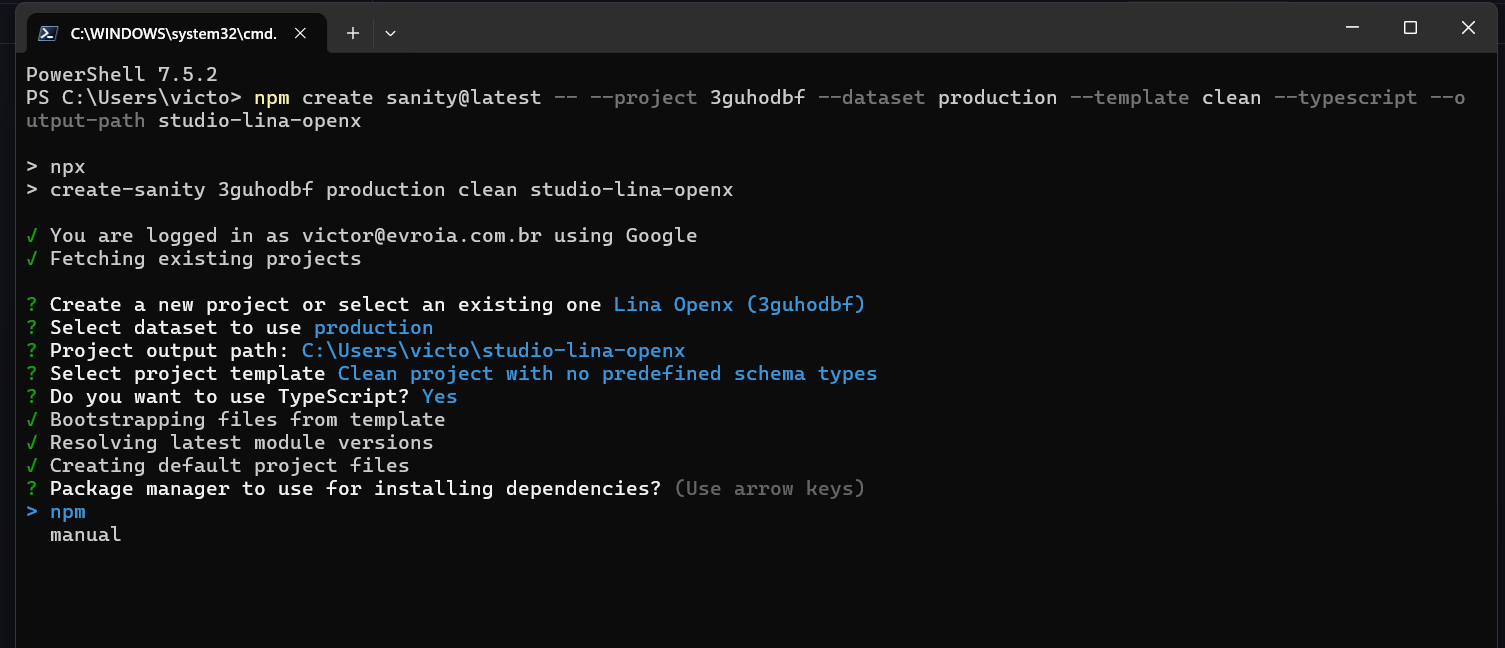 C:\WINDOWS\system32\cmd.
PowerShell 7.5.2
PS C:\Users\victo> npm create sanity@latest -- --project 3guhodbf --dataset production --template clean --typescript --o
utput-path studio-lina-openx
> npx
> create-sanity 3guhodbf production clean studio-lina-openx
√ You are logged in as victor@evroia.com.br using Google
√ Fetching existing projects
? Create a new project or select an existing one Lina Openx (3guhodbf)
? Select dataset to use production
? Project output path: C:\Users\victo\studio-lina-openx
? Select project template Clean project with no predefined schema types
? Do you want to use TypeScript? Yes
√ Bootstrapping files from template
√ Resolving latest module versions
√ Creating default project files
? Package manager to use for installing dependencies? (Use arrow keys)
> npm
manual